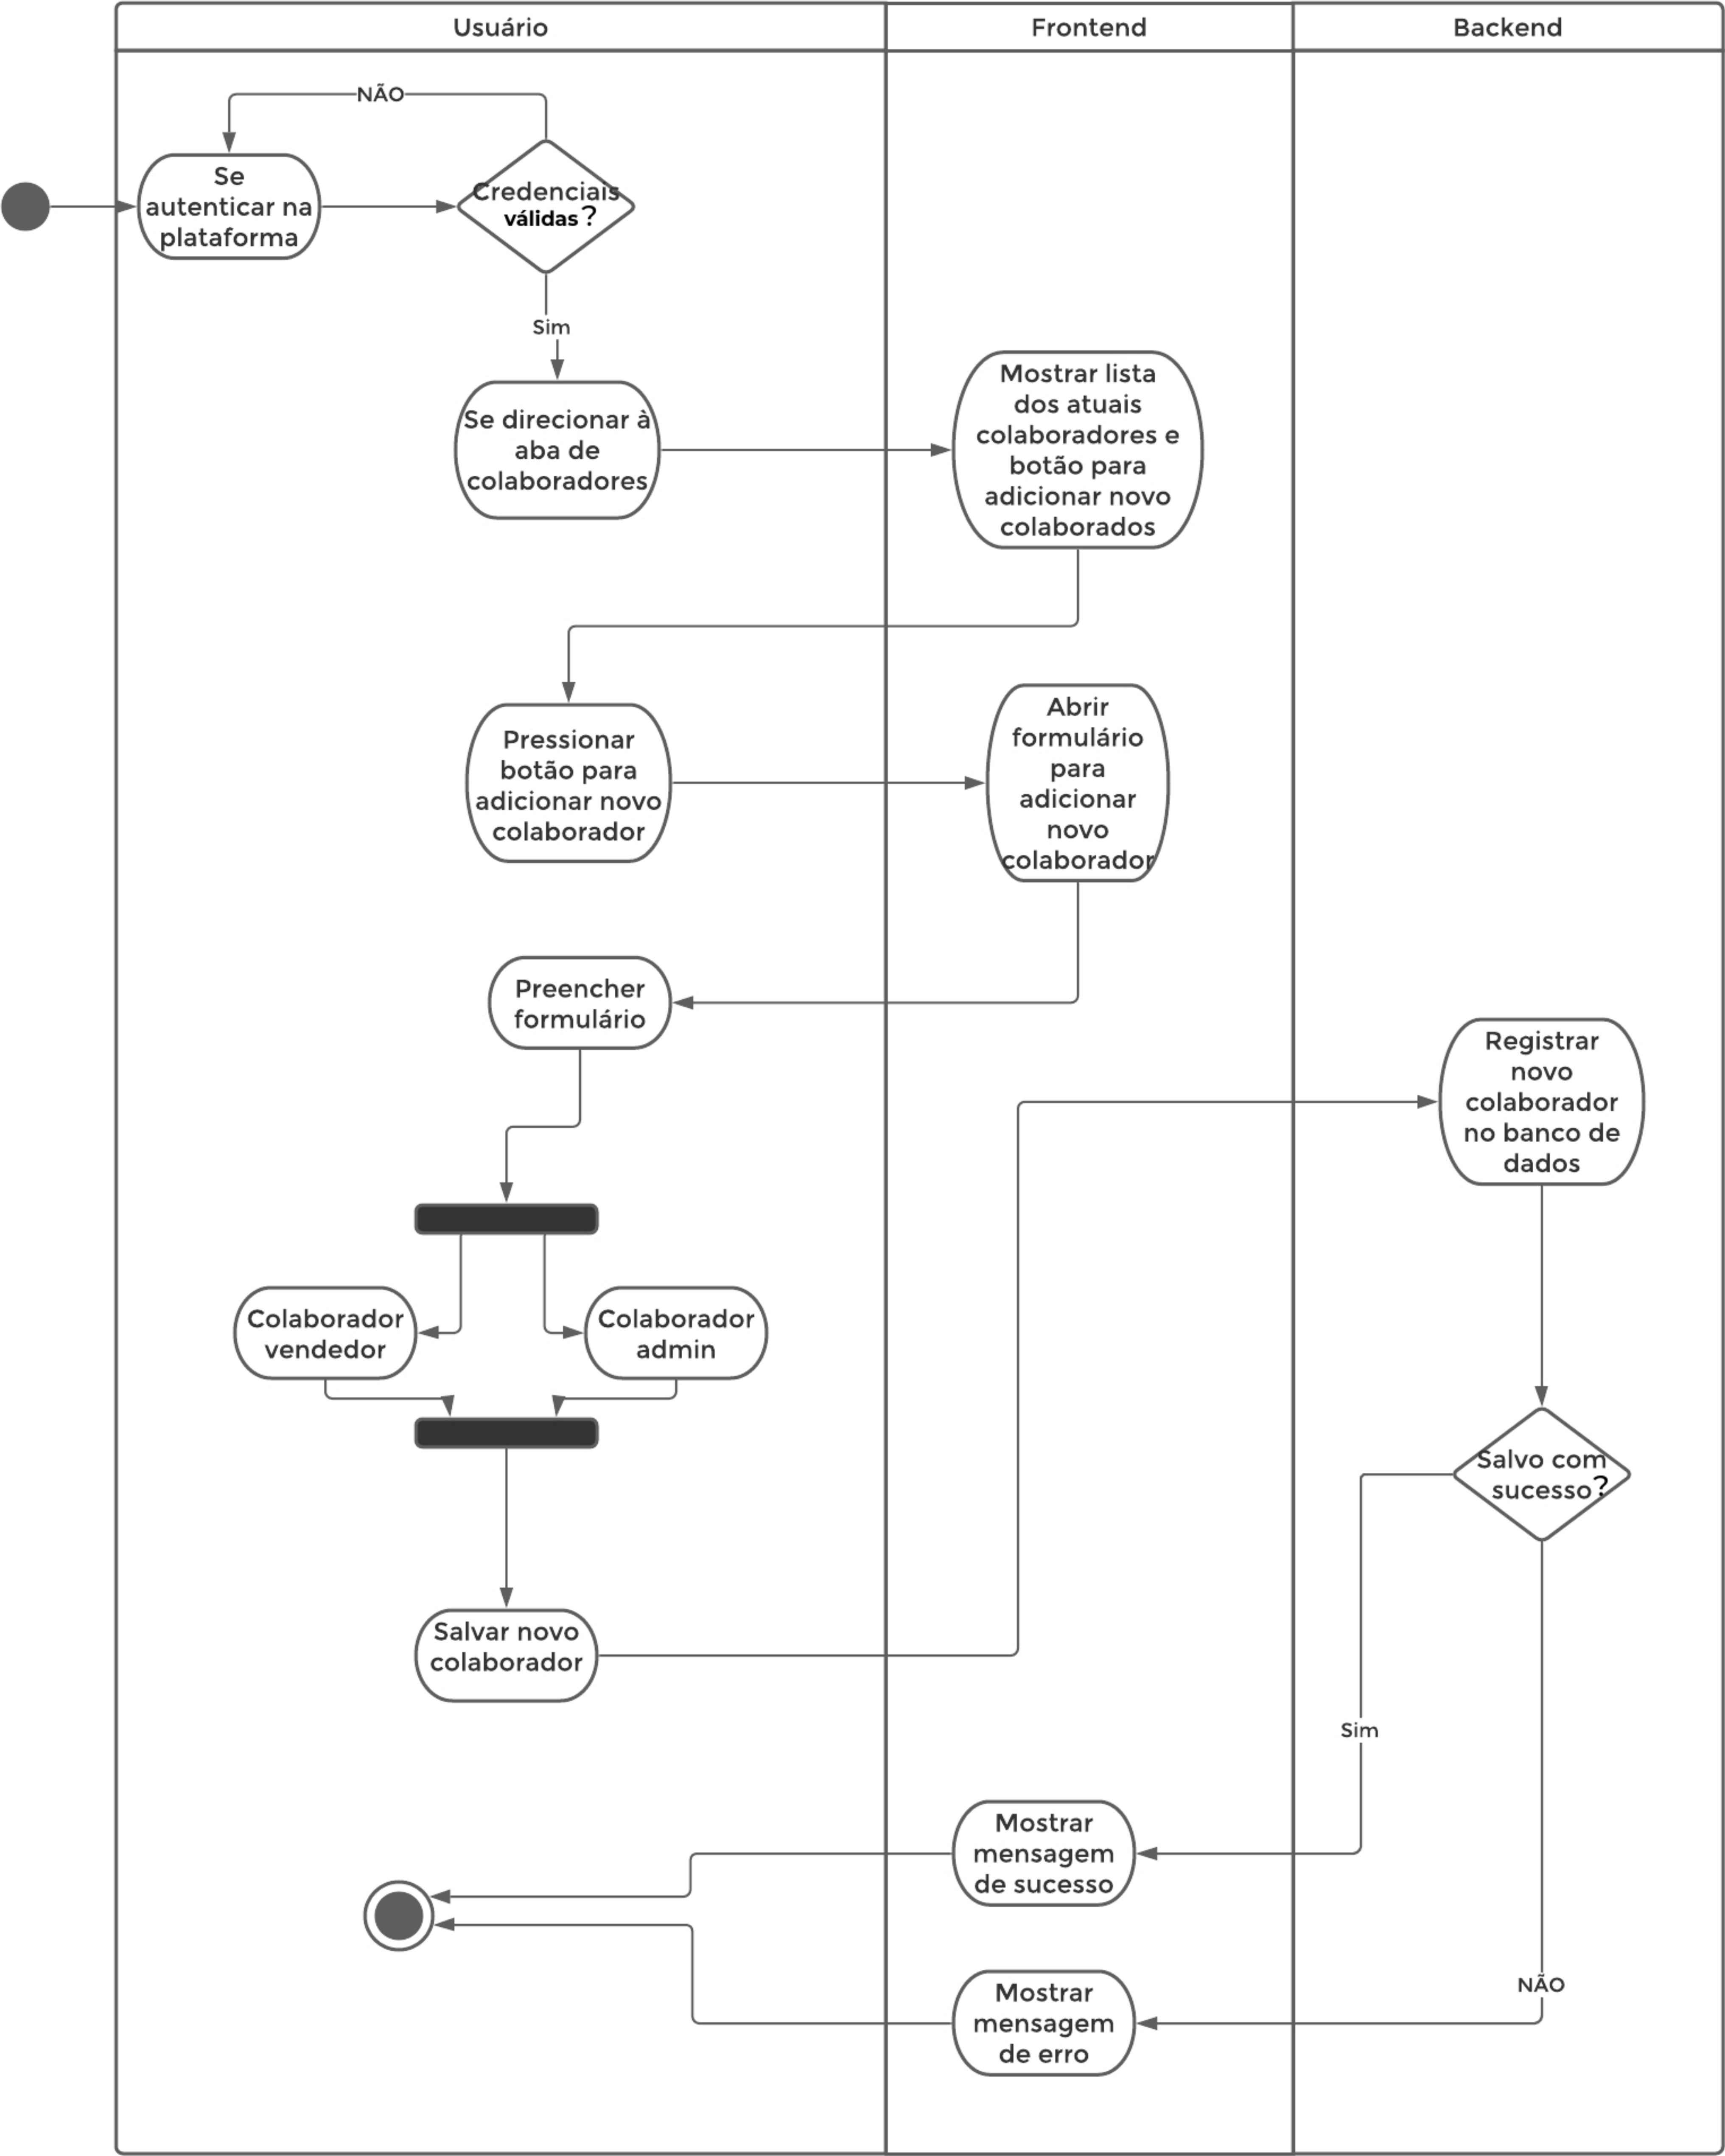 Usuário
Frontend
Backend
NÃO
Se
autenticar na
plataforma
Credenciais
válidas?
Sim
Se direcionar à
aba de
colaboradores
Mostrar lista
dos atuais
colaboradores e
botão para
adicionar novo
colaborados
Pressionar
botão para
adicionar novo
colaborador
Abrir
formulário
para
adicionar
novo
colaborador
Preencher
formulário
Registrar
novo
colaborador
no banco de
dados
Colaborador
vendedor
Colaborador
admin
Salvo com
sucesso?
Salvar novo
colaborador
Sim
Mostrar
mensagem
de sucesso
NÃO
Mostrar
mensagem
de erro